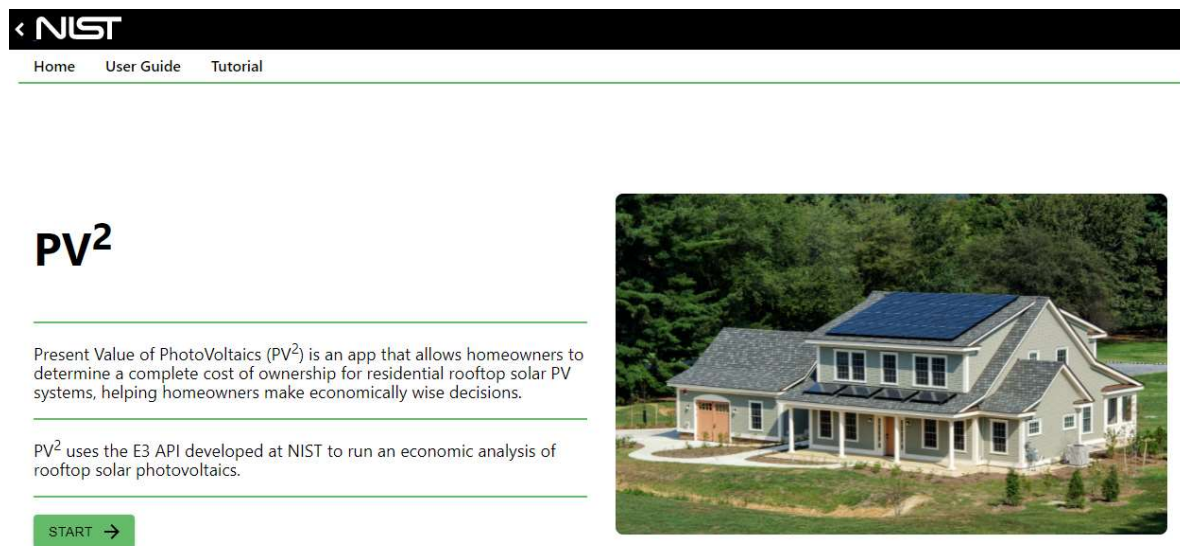 NIST
Home User Guide Tutorial
PV²
Present Value of PhotoVoltaics (PV²) is an app that allows homeowners to
determine a complete cost of ownership for residential rooftop solar PV
systems, helping homeowners make economically wise decisions.
PV² uses the E3 API developed at NIST to run an economic analysis of
rooftop solar photovoltaics.
START →